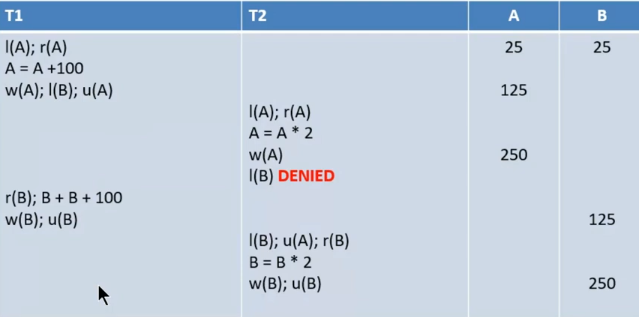 T1 T2 A B
l(A); r(A) 25 25
A = A +100
w(A); l(B); u(A) 125
l(A); r(A)
A = A * 2
w(A) 250
l(B) DENIED
r(B); B + B + 100
w(B); u(B) 125
l(B); u(A); r(B)
B = B * 2
w(B); u(B) 250